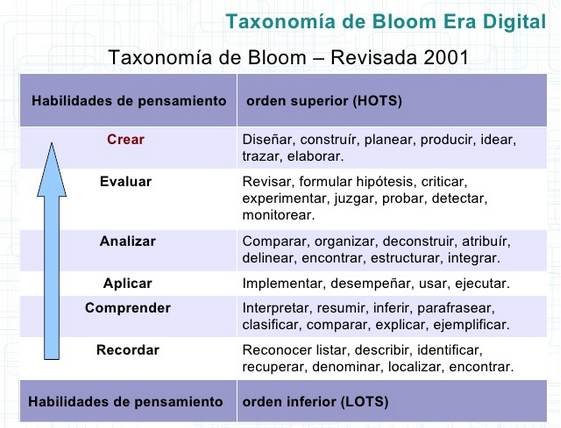 Taxonomía de Bloom Era Digital
Taxonomía de Bloom – Revisada 2001
Habilidades de pensamiento orden superior (HOTS)
Crear Diseñar, construír, planear, producir, idear,
trazar, elaborar.
Evaluar Revisar, formular hipótesis, criticar,
experimentar, juzgar, probar, detectar,
monitorear.
Analizar Comparar, organizar, deconstruir, atribuír,
delinear, encontrar, estructurar, integrar.
Aplicar Implementar, desempeñar, usar, ejecutar.
Comprender Interpretar, resumir, inferir, parafrasear,
clasificar, comparar, explicar, ejemplificar.
Recordar Reconocer listar, describir, identificar,
recuperar, denominar, localizar, encontrar.
Habilidades de pensamiento orden inferior (LOTS)